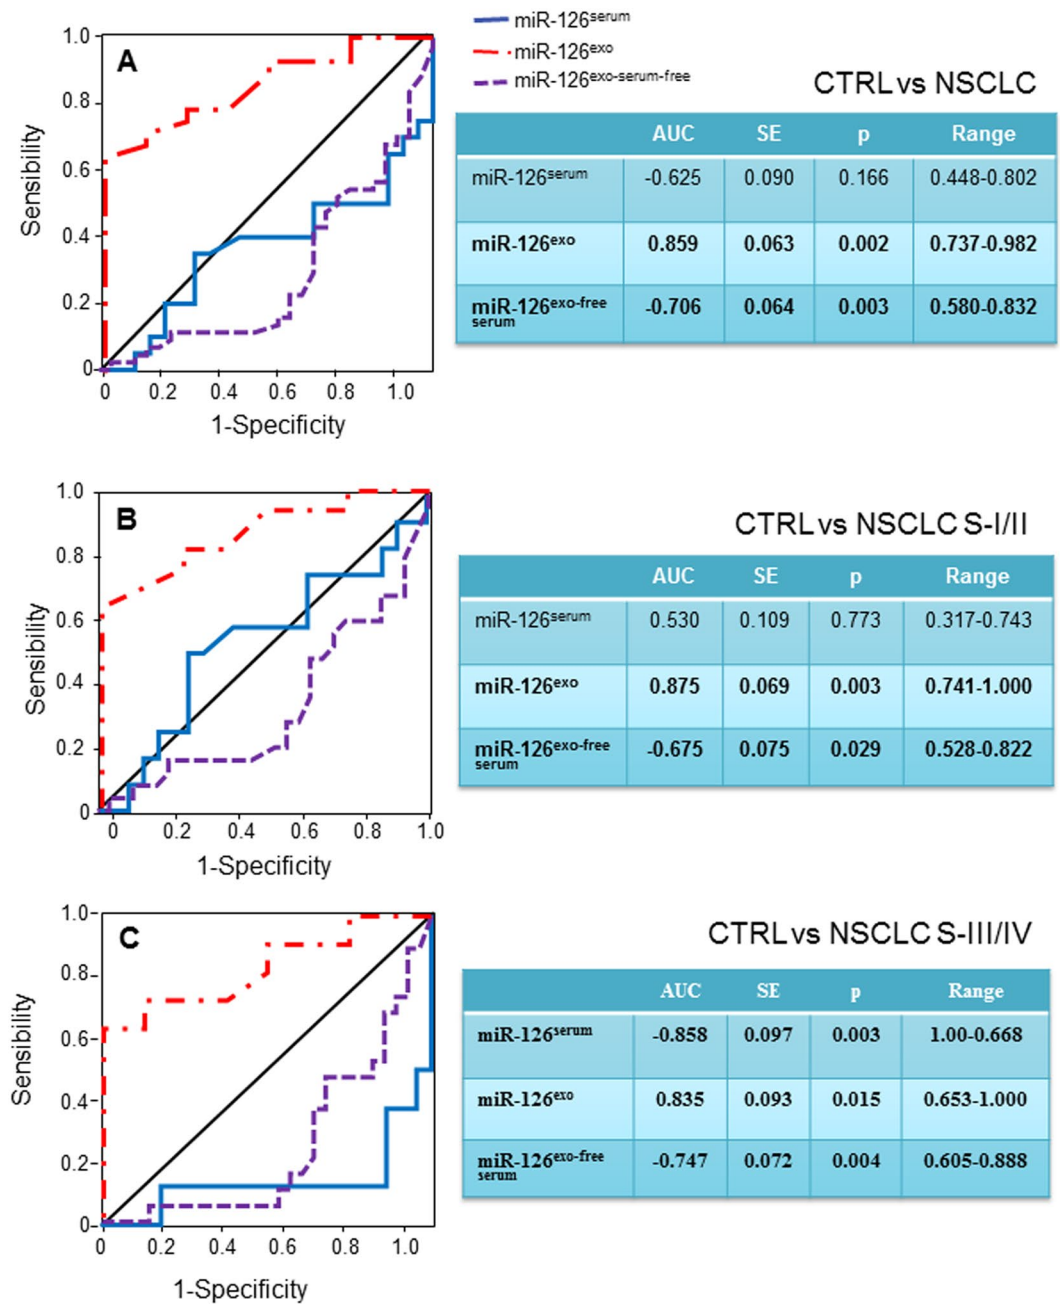 miR-126serum
miR-126exo
miR-126exo-serum-free
A
1.0
0.8
0.6
0.4
0.2
0
Sensibility
0 0.2 0.4 0.6 0.8 1.0
1-Specificity
CTRL vs NSCLC
AUC SE p Range
miR-126serum -0.625 0.090 0.166 0.448-0.802
miR-126exo 0.859 0.063 0.002 0.737-0.982
miR-126exo-free -0.706 0.064 0.003 0.580-0.832
serum
B
1.0
0.8
0.6
0.4
0.2
0
Sensibility
0 0.2 0.4 0.6 0.8 1.0
1-Specificity
CTRL vs NSCLC S-I/II
AUC SE p Range
miR-126serum 0.530 0.109 0.773 0.317-0.743
miR-126exo 0.875 0.069 0.003 0.741-1.000
miR-126exo-free -0.675 0.075 0.029 0.528-0.822
serum
C
1.0
0.8
0.6
0.4
0.2
0
Sensibility
0 0.2 0.4 0.6 0.8 1.0
1-Specificity
CTRL vs NSCLC S-III/IV
AUC SE p Range
miR-126serum -0.858 0.097 0.003 1.00-0.668
miR-126exo 0.835 0.093 0.015 0.653-1.000
miR-126exo-free -0.747 0.072 0.004 0.605-0.888
serum